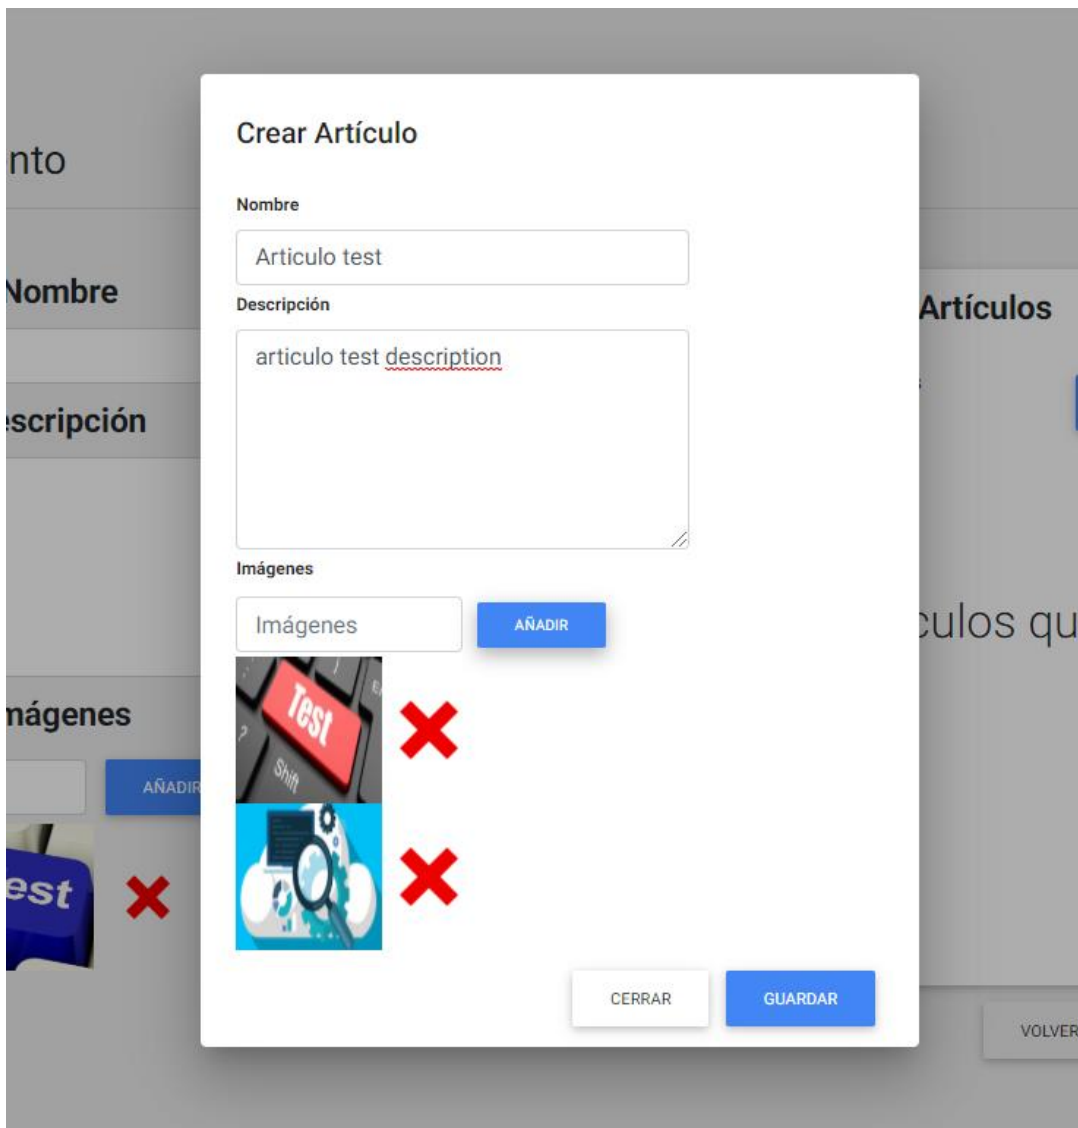 Crear Artículo
nto
Nombre
Articulo test
Nombre
Artículos
Descripción
articulo test description
escripción
Imágenes
Imágenes
AÑADIR
culos qu
Test
?
Shift
mágenes
AÑADIR
est
CERRAR
GUARDAR
VOLVER